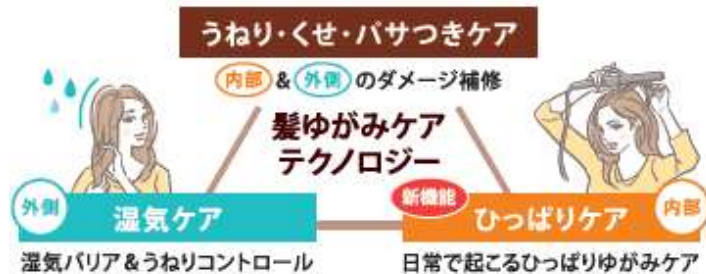 うねり・くせ・パサつきケア
内部&外側のダメージ補修
髪ゆがみケア
テクノロジー
外側
湿気ケア
湿気バリア&うねりコントロール
新機能
ひっぱりケア
内部
日常で起こるひっぱりゆがみケア